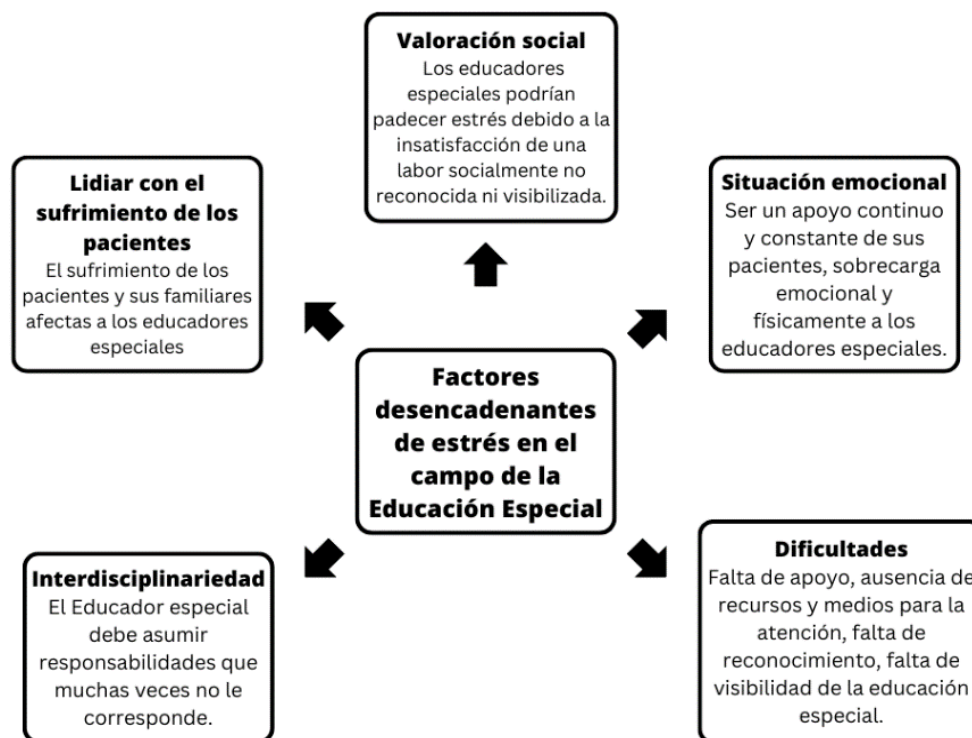 Valoración social
Los educadores
especiales podrían
padecer estrés debido a la
insatisfacción de una
labor socialmente no
reconocida ni visibilizada.
Lidiar con el
sufrimiento de los
pacientes
El sufrimiento de los
pacientes y sus familiares
afectas a los educadores
especiales
Situación emocional
Ser un apoyo continuo
y constante de sus
pacientes, sobrecarga
emocional y
físicamente a los
educadores especiales.
Factores
desencadenantes
de estrés en el
campo de la
Educación Especial
Interdisciplinariedad
El Educador especial
debe asumir
responsabilidades que
muchas veces no le
corresponde.
Dificultades
Falta de apoyo, ausencia de
recursos y medios para la
atención, falta de
reconocimiento, falta de
visibilidad de la educación
especial.